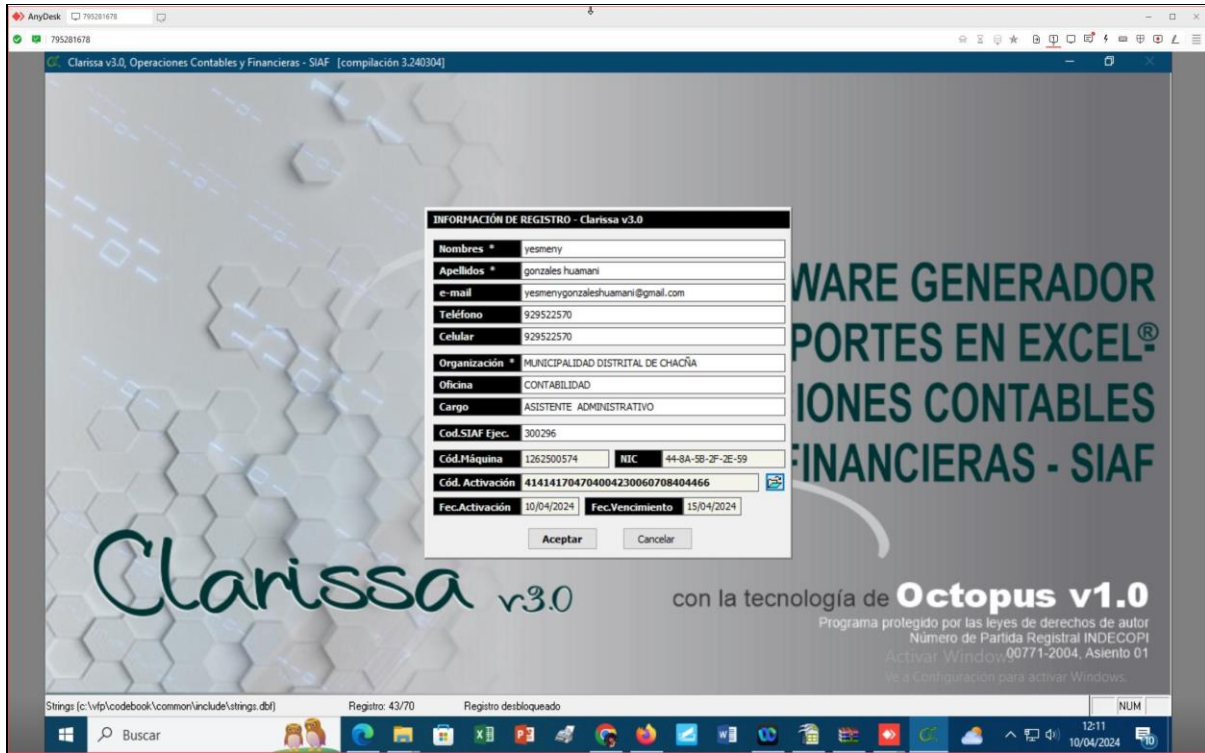 AnyDesk 795281678
795281678
Clarissa v3.0, Operaciones Contables y Financieras - SIAF [compilación 3.240304]
INFORMACIÓN DE REGISTRO - Clarissa v3.0
Nombres * yesmeny
Apellidos * gonzales huamani
e-mail yesmenygonzaleshuamani@gmail.com
Teléfono 929522570
Celular 929522570
Organización * MUNICIPALIDAD DISTRITAL DE CHACÑA
Oficina CONTABILIDAD
Cargo ASISTENTE ADMINISTRATIVO
Cod.SIAF Ejec. 300296
Cód.Máquina 1262500574 NIC 44-8A-5B-2F-2E-59
Cód. Activación 4141417047040042300607084044​66
Fec.Activación 10/04/2024 Fec.Vencimiento 15/04/2024
Aceptar Cancelar
WARE GENERADOR
PORTES EN EXCEL®
IONES CONTABLES
FINANCIERAS - SIAF
Clarissa v3.0
con la tecnología de Octopus v1.0
Programa protegido por las leyes de derechos de autor
Número de Partida Registral INDECOPI
00771-2004, Asiento 01
Activar Windows
Ve a Configuración para activar Windows.
Strings (c:\vfp\codebook\common\include\strings.dbf) Registro: 43/70 Registro desbloqueado NUM
Buscar
12:11
10/04/2024